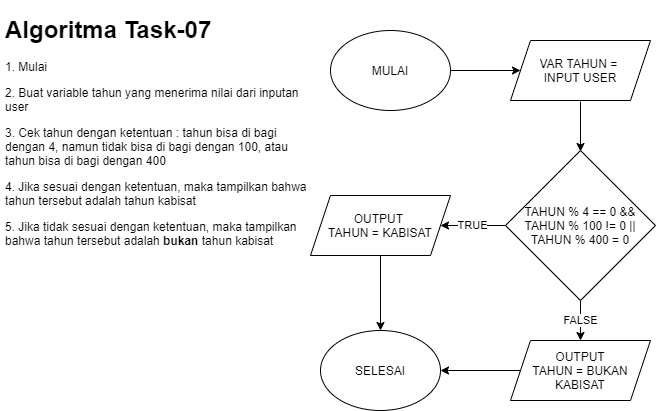 Algoritma Task-07
1. Mulai
2. Buat variable tahun yang menerima nilai dari inputan
user
3. Cek tahun dengan ketentuan : tahun bisa di bagi
dengan 4, namun tidak bisa di bagi dengan 100, atau
tahun bisa di bagi dengan 400
4. Jika sesuai dengan ketentuan, maka tampilkan bahwa
tahun tersebut adalah tahun kabisat
5. Jika tidak sesuai dengan ketentuan, maka tampilkan
bahwa tahun tersebut adalah bukan tahun kabisat
MULAI
VAR TAHUN =
INPUT USER
TAHUN % 4 == 0 &&
TAHUN % 100 != 0 ||
TAHUN % 400 = 0
TRUE
OUTPUT
TAHUN = KABISAT
FALSE
OUTPUT
TAHUN = BUKAN
KABISAT
SELESAI